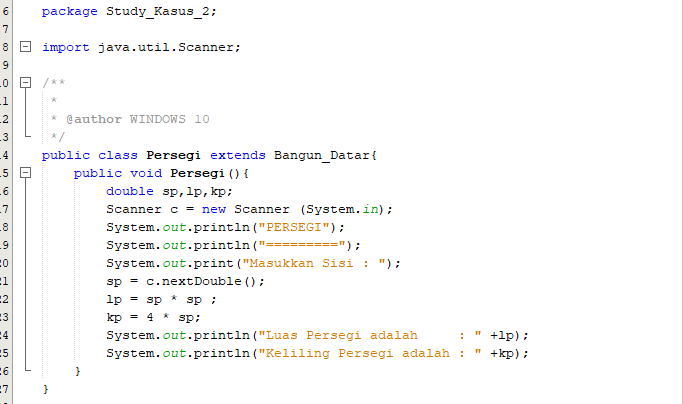 6 package Study_Kasus_2;
7
8 import java.util.Scanner;
9
.0 /**
.1 *
.2 * @author WINDOWS 10
.3 */
.4 public class Persegi extends Bangun_Datar{
.5 public void Persegi(){
.6 double sp,lp,kp;
.7 Scanner c = new Scanner (System.in);
.8 System.out.println("PERSEGI");
.9 System.out.println("=========");
20 System.out.print("Masukkan Sisi : ");
21 sp = c.nextDouble();
22 lp = sp * sp ;
23 kp = 4 * sp;
24 System.out.println("Luas Persegi adalah     : " +lp);
25 System.out.println("Keliling Persegi adalah : " +kp);
26 }
27 }